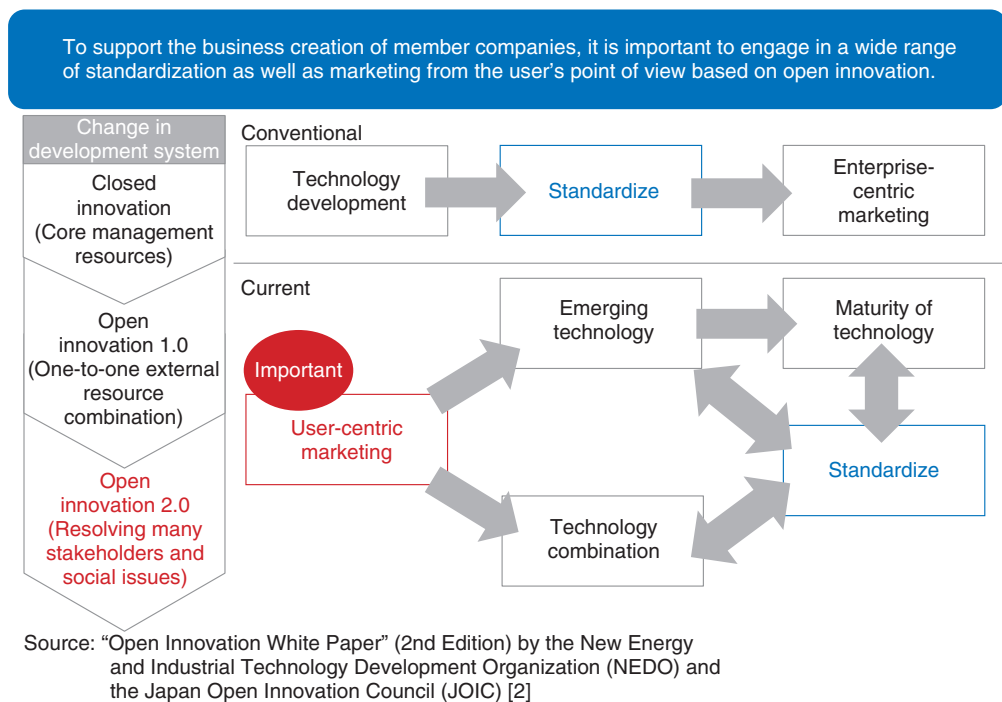 To support the business creation of member companies, it is important to engage in a wide range
of standardization as well as marketing from the user’s point of view based on open innovation.
Change in
development system
Closed
innovation
(Core management
resources)
Open
innovation 1.0
(One-to-one external
resource
combination)
Open
innovation 2.0
(Resolving many
stakeholders and
social issues)
Conventional
Technology
development
Standardize
Enterprise-
centric
marketing
Current
Important
User-centric
marketing
Emerging
technology
Maturity of
technology
Technology
combination
Standardize
Source: “Open Innovation White Paper” (2nd Edition) by the New Energy
and Industrial Technology Development Organization (NEDO) and
the Japan Open Innovation Council (JOIC) [2]